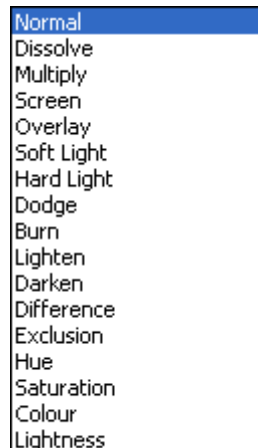 Normal
Dissolve
Multiply
Screen
Overlay
Soft Light
Hard Light
Dodge
Burn
Lighten
Darken
Difference
Exclusion
Hue
Saturation
Colour
Lightness